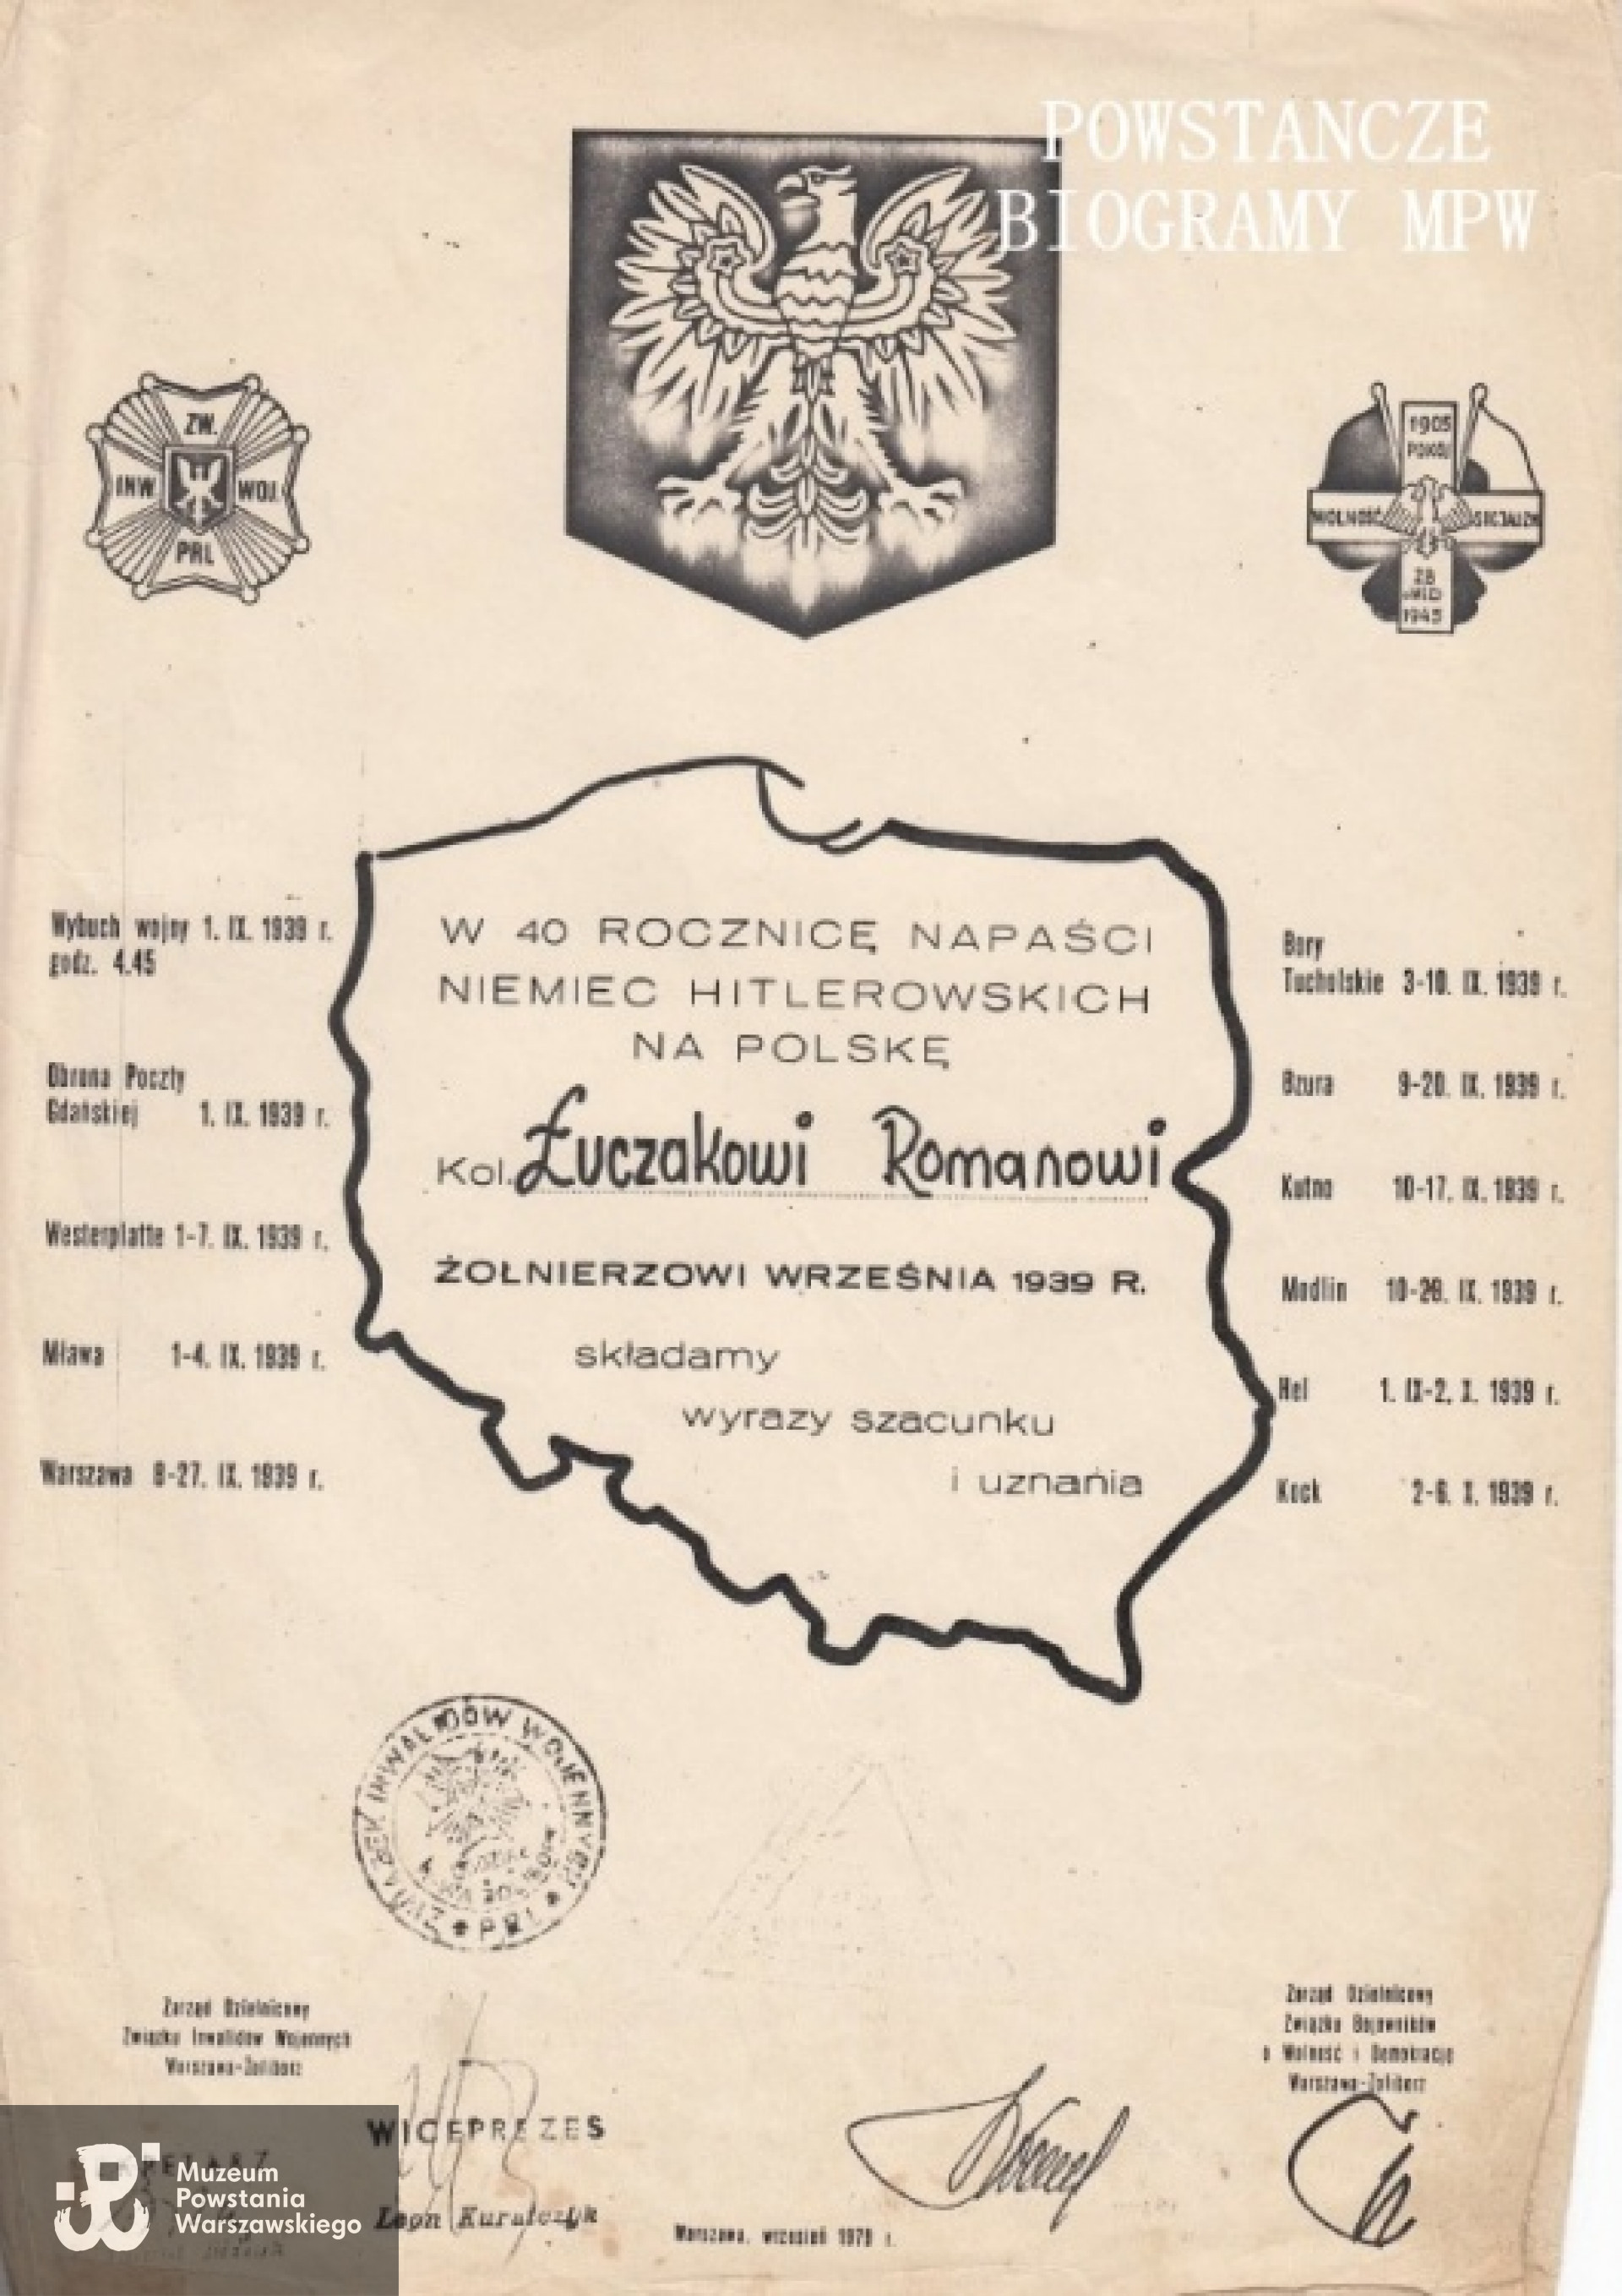 POWSTANCZE
BIOGRAMY MPW
ZW.
INW. WOJ.
PRL
1905
POKÓJ
WOLNOŚĆ SOCJALIZM
28
1945
W 40 ROCZNICĘ NAPAŚCI
NIEMIEC HITLEROWSKICH
NA POLSKĘ
Kol. Łuczakowi Romanowi
ŻOŁNIERZOWI WRZEŚNIA 1939 R.
składamy
wyrazy szacunku
i uznania
Wybuch wojny 1. IX. 1939 r.
godz. 4.45
Obrona Poczty
Gdańskiej 1. IX. 1939 r.
Westerplatte 1-7. IX. 1939 r.
Mława 1-4. IX. 1939 r.
Warszawa 8-27. IX. 1939 r.
Bory
Tucholskie 3-10. IX. 1939 r.
Bzura 9-20. IX. 1939 r.
Kutno 10-17. IX. 1939 r.
Modlin 10-28. IX. 1939 r.
Hel 1. IX-2. X. 1939 r.
Kock 2-6. X. 1939 r.
ZWIĄZEK INWALIDÓW WOJENNYCH
PRL
Zarząd Dzielnicowy
Związku Inwalidów Wojennych
Warszawa-Żoliborz
WICEPREZES
Leon
Zarząd Dzielnicowy
Związku Bojowników
o Wolność i Demokrację
Warszawa-Żoliborz
Warszawa, wrzesień 1979 r.
Muzeum
Powstania
Warszawskiego